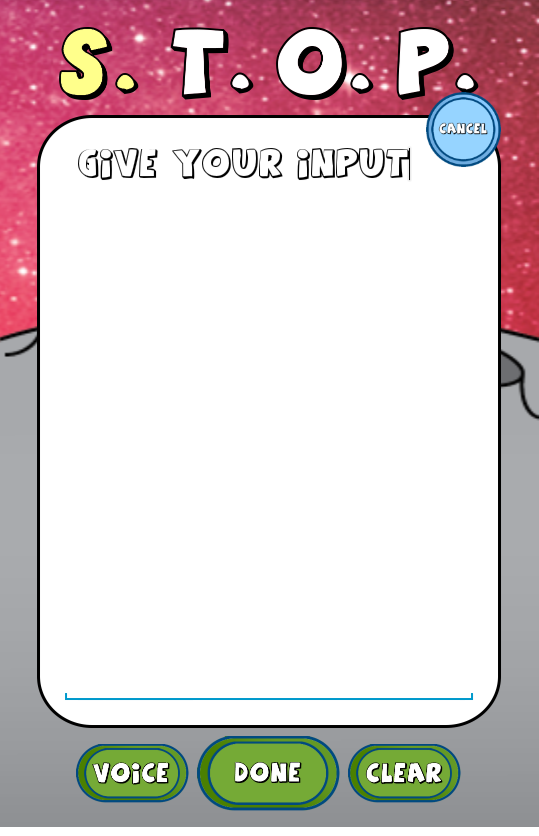 S. T. O. P.
CANCEL
GIVE YOUR INPUT
VOICE
DONE
CLEAR